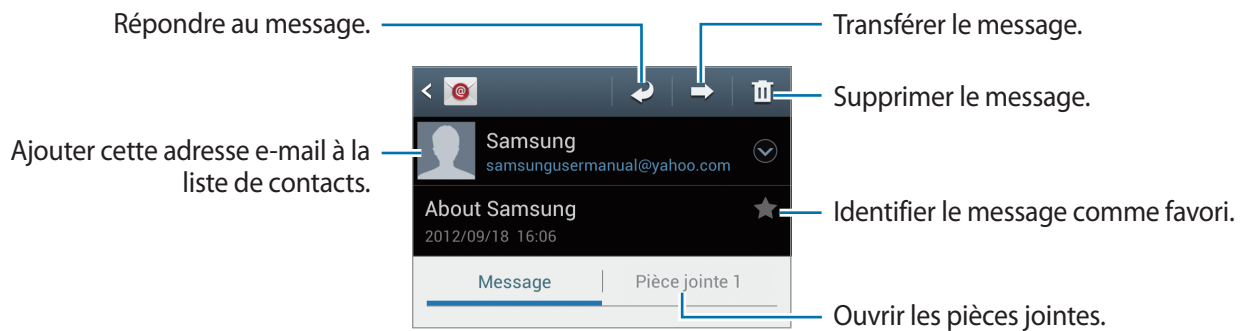 Répondre au message.
Transférer le message.
Supprimer le message.
Samsung
samsungusermanual@yahoo.com
Ajouter cette adresse e-mail à la
liste de contacts.
About Samsung
2012/09/18 16:06
Identifier le message comme favori.
Message
Pièce jointe 1
Ouvrir les pièces jointes.